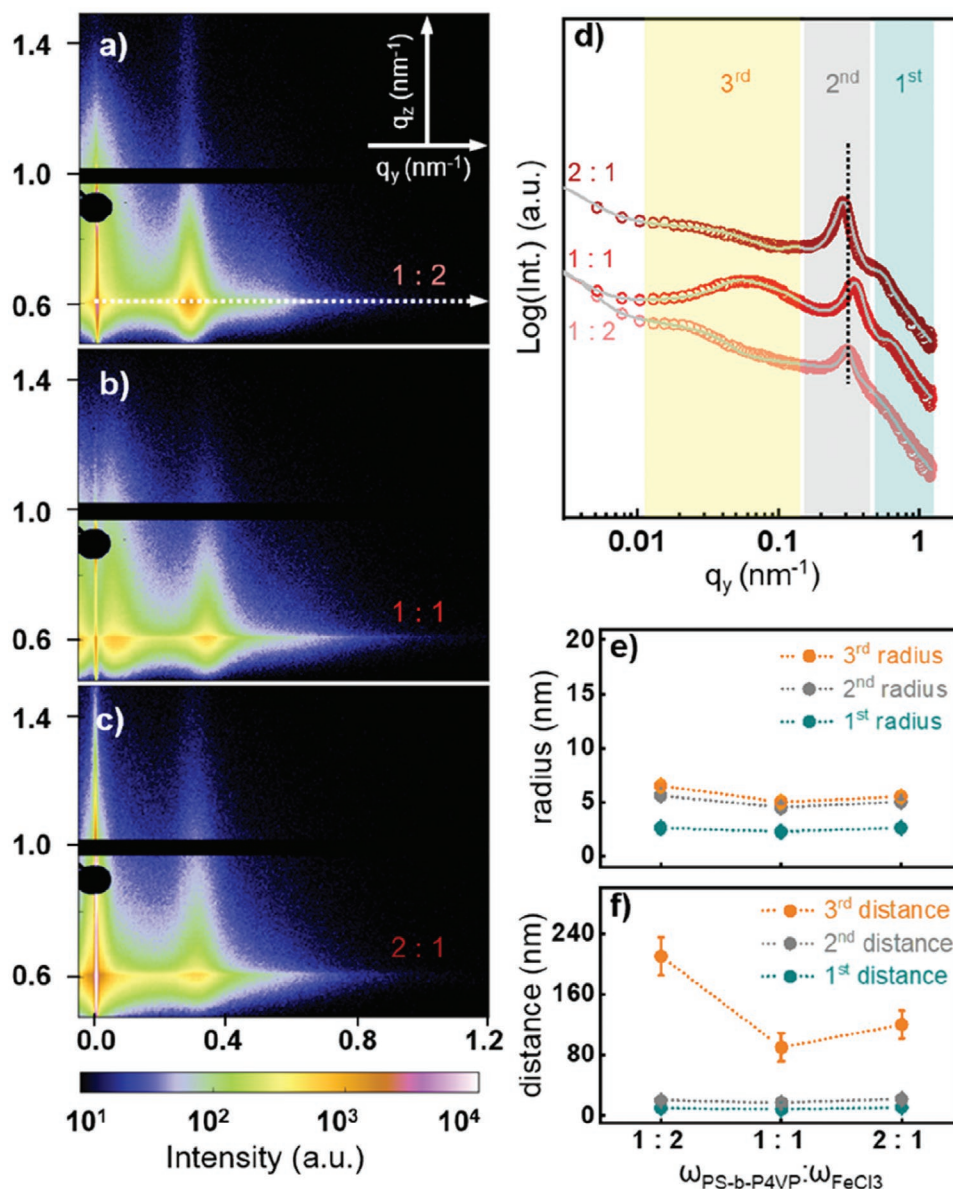 a)
1.4
1.0
0.6
q_z (nm⁻¹)
q_y (nm⁻¹)
1 : 2
b)
1.4
1.0
0.6
1 : 1
c)
1.4
1.0
0.6
2 : 1
0.0 0.4 0.8 1.2
10¹ 10² 10³ 10⁴
Intensity (a.u.)
d)
3rd 2nd 1st
2 : 1
1 : 1
1 : 2
Log(Int.) (a.u.)
0.01 0.1 1
q_y (nm⁻¹)
e)
20
15
10
5
0
radius (nm)
3rd radius
2nd radius
1st radius
f)
240
160
80
0
distance (nm)
3rd distance
2nd distance
1st distance
1 : 2 1 : 1 2 : 1
ω_PS-b-P4VP:ω_FeCl3